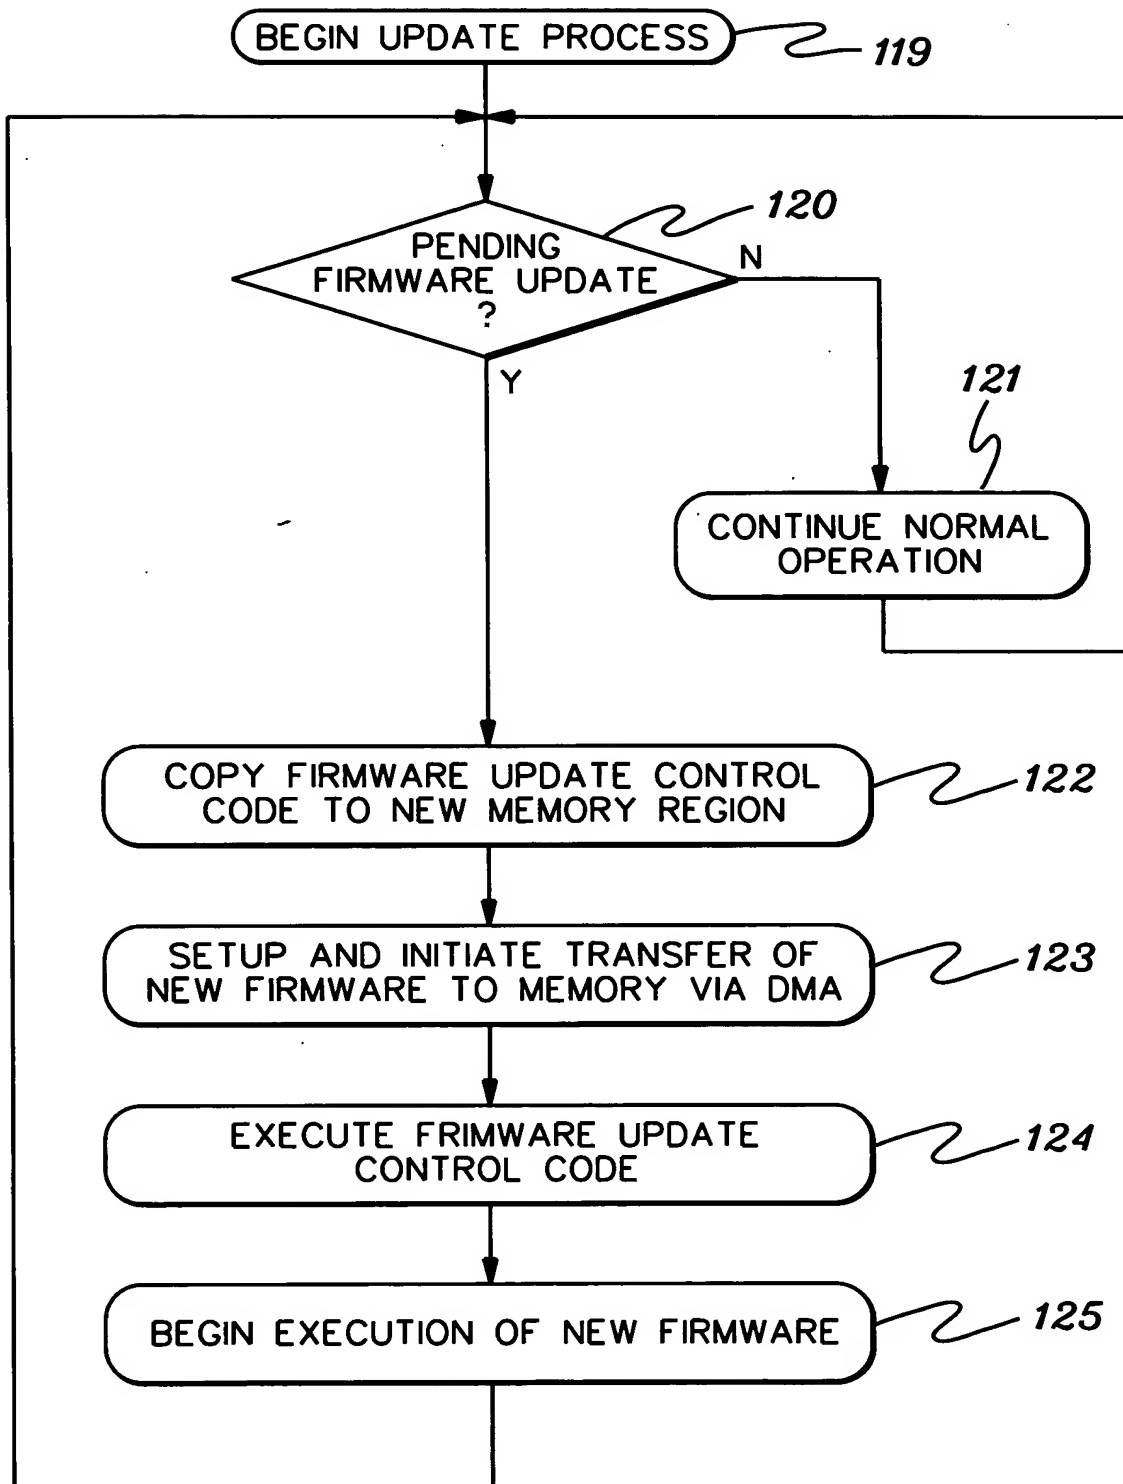 BEGIN UPDATE PROCESS
119
120
PENDING
FIRMWARE UPDATE
?
N
Y
121
CONTINUE NORMAL
OPERATION
COPY FIRMWARE UPDATE CONTROL
CODE TO NEW MEMORY REGION
122
SETUP AND INITIATE TRANSFER OF
NEW FIRMWARE TO MEMORY VIA DMA
123
EXECUTE FRIMWARE UPDATE
CONTROL CODE
124
BEGIN EXECUTION OF NEW FIRMWARE
125